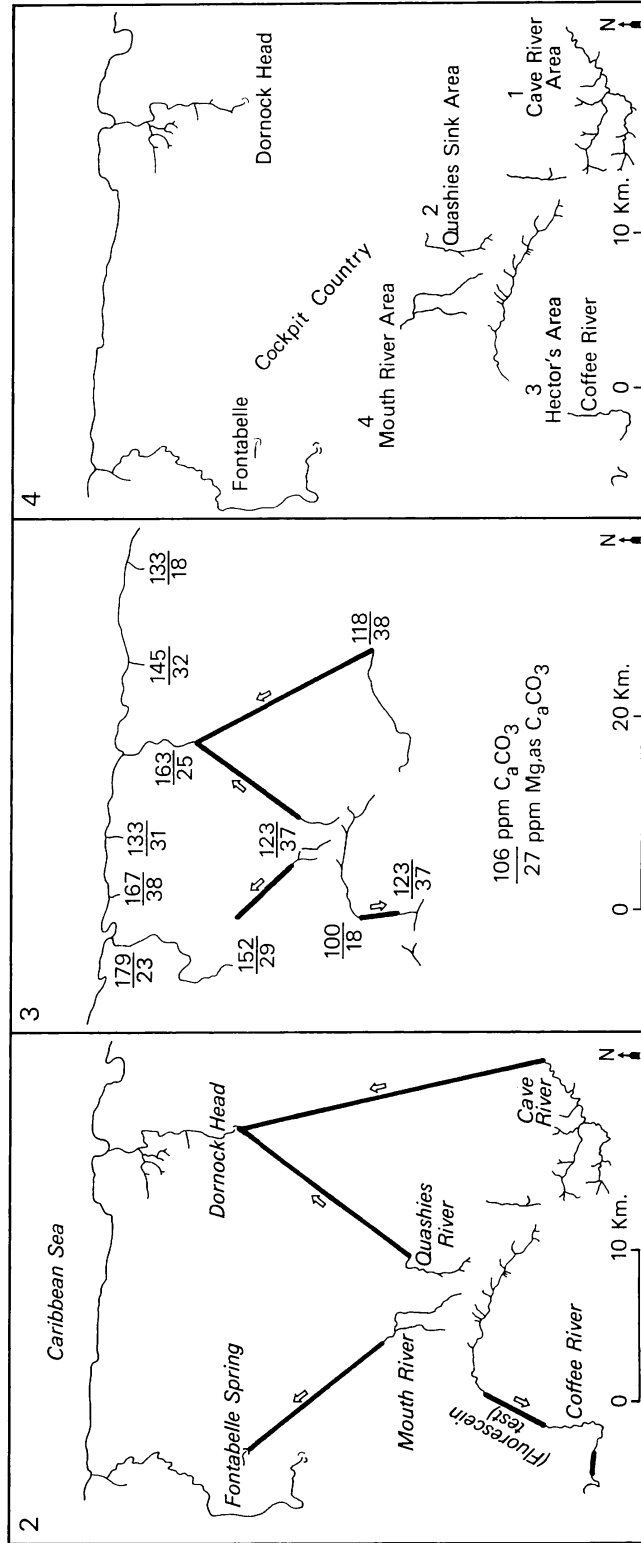 2
Caribbean Sea
Dornock Head
Fontabelle Spring
Quashies
River
Mouth River
Cave
River
(Fluorescein
test)
Coffee River
0
10 Km.
N
3
179
23
167
38
133
31
163
25
145
32
133
18
152
29
123
37
118
38
100
18
123
37
106 ppm CaCO3
27 ppm Mg,as CaCO3
0
20 Km.
N
4
Dornock Head
Fontabelle
Cockpit Country
4
Mouth River Area
2
Quashies Sink Area
1
Cave River
Area
3
Hector's Area
Coffee River
0
10 Km.
N